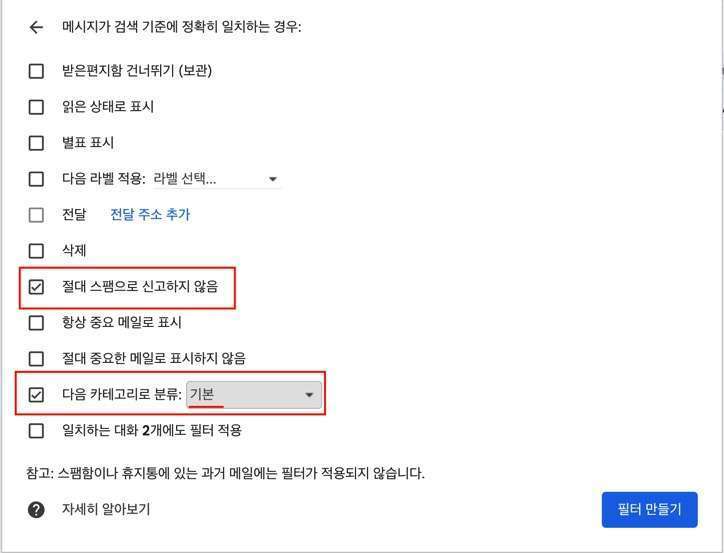 메시지가 검색 기준에 정확히 일치하는 경우:
받은편지함 건너뛰기 (보관)
읽은 상태로 표시
별표 표시
다음 라벨 적용: 라벨 선택...
전달 전달 주소 추가
삭제
절대 스팸으로 신고하지 않음
항상 중요 메일로 표시
절대 중요한 메일로 표시하지 않음
다음 카테고리로 분류: 기본
일치하는 대화 2개에도 필터 적용
참고: 스팸함이나 휴지통에 있는 과거 메일에는 필터가 적용되지 않습니다.
자세히 알아보기 필터 만들기